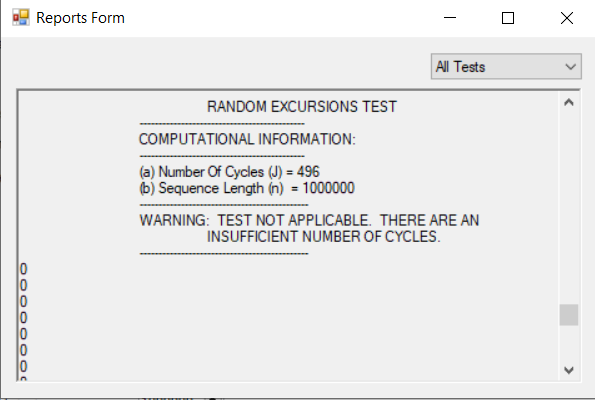 Reports Form
All Tests
RANDOM EXCURSIONS TEST
--------------------------------------------
COMPUTATIONAL INFORMATION:
--------------------------------------------
(a) Number Of Cycles (J) = 496
(b) Sequence Length (n)  = 1000000
--------------------------------------------
WARNING:  TEST NOT APPLICABLE.  THERE ARE AN
INSUFFICIENT NUMBER OF CYCLES.
--------------------------------------------
0
0
0
0
0
0
0